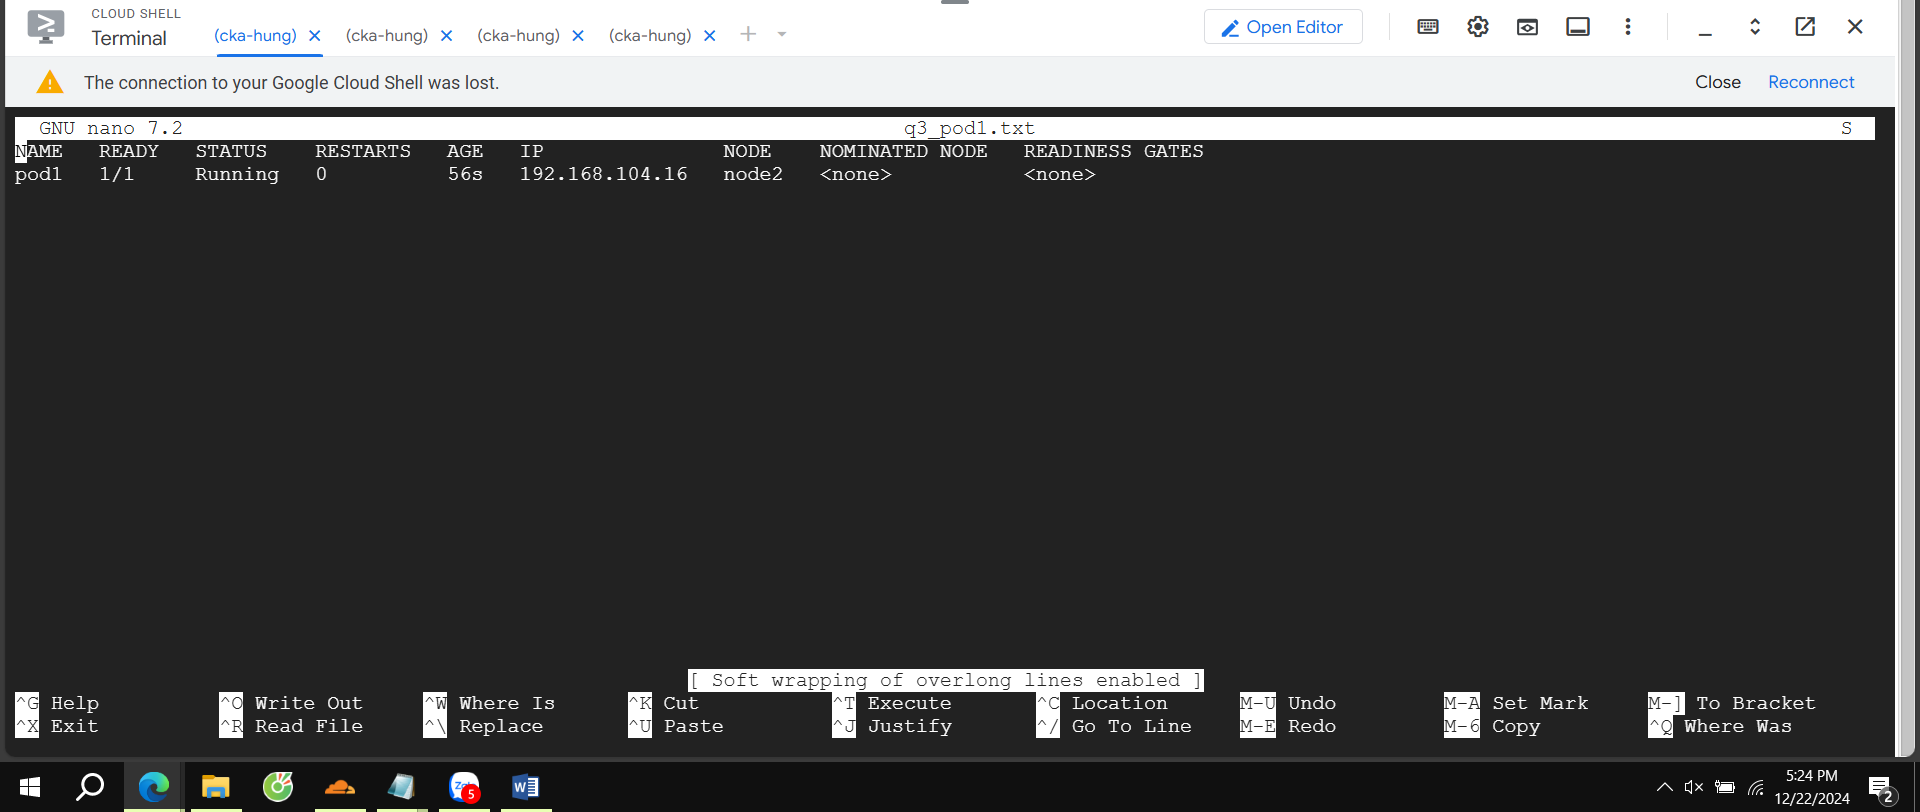 CLOUD SHELL
Terminal
(cka-hung) (cka-hung) (cka-hung) (cka-hung) Open Editor
The connection to your Google Cloud Shell was lost. Close Reconnect
GNU nano 7.2 q3_pod1.txt S
NAME READY STATUS RESTARTS AGE IP NODE NOMINATED NODE READINESS GATES
pod1 1/1 Running 0 56s 192.168.104.16 node2 <none> <none>
[ Soft wrapping of overlong lines enabled ]
^G Help ^O Write Out ^W Where Is ^K Cut ^T Execute ^C Location M-U Undo M-A Set Mark M-] To Bracket
^X Exit ^R Read File ^\ Replace ^U Paste ^J Justify ^/ Go To Line M-E Redo M-6 Copy ^Q Where Was
5:24 PM
12/22/2024
5
2